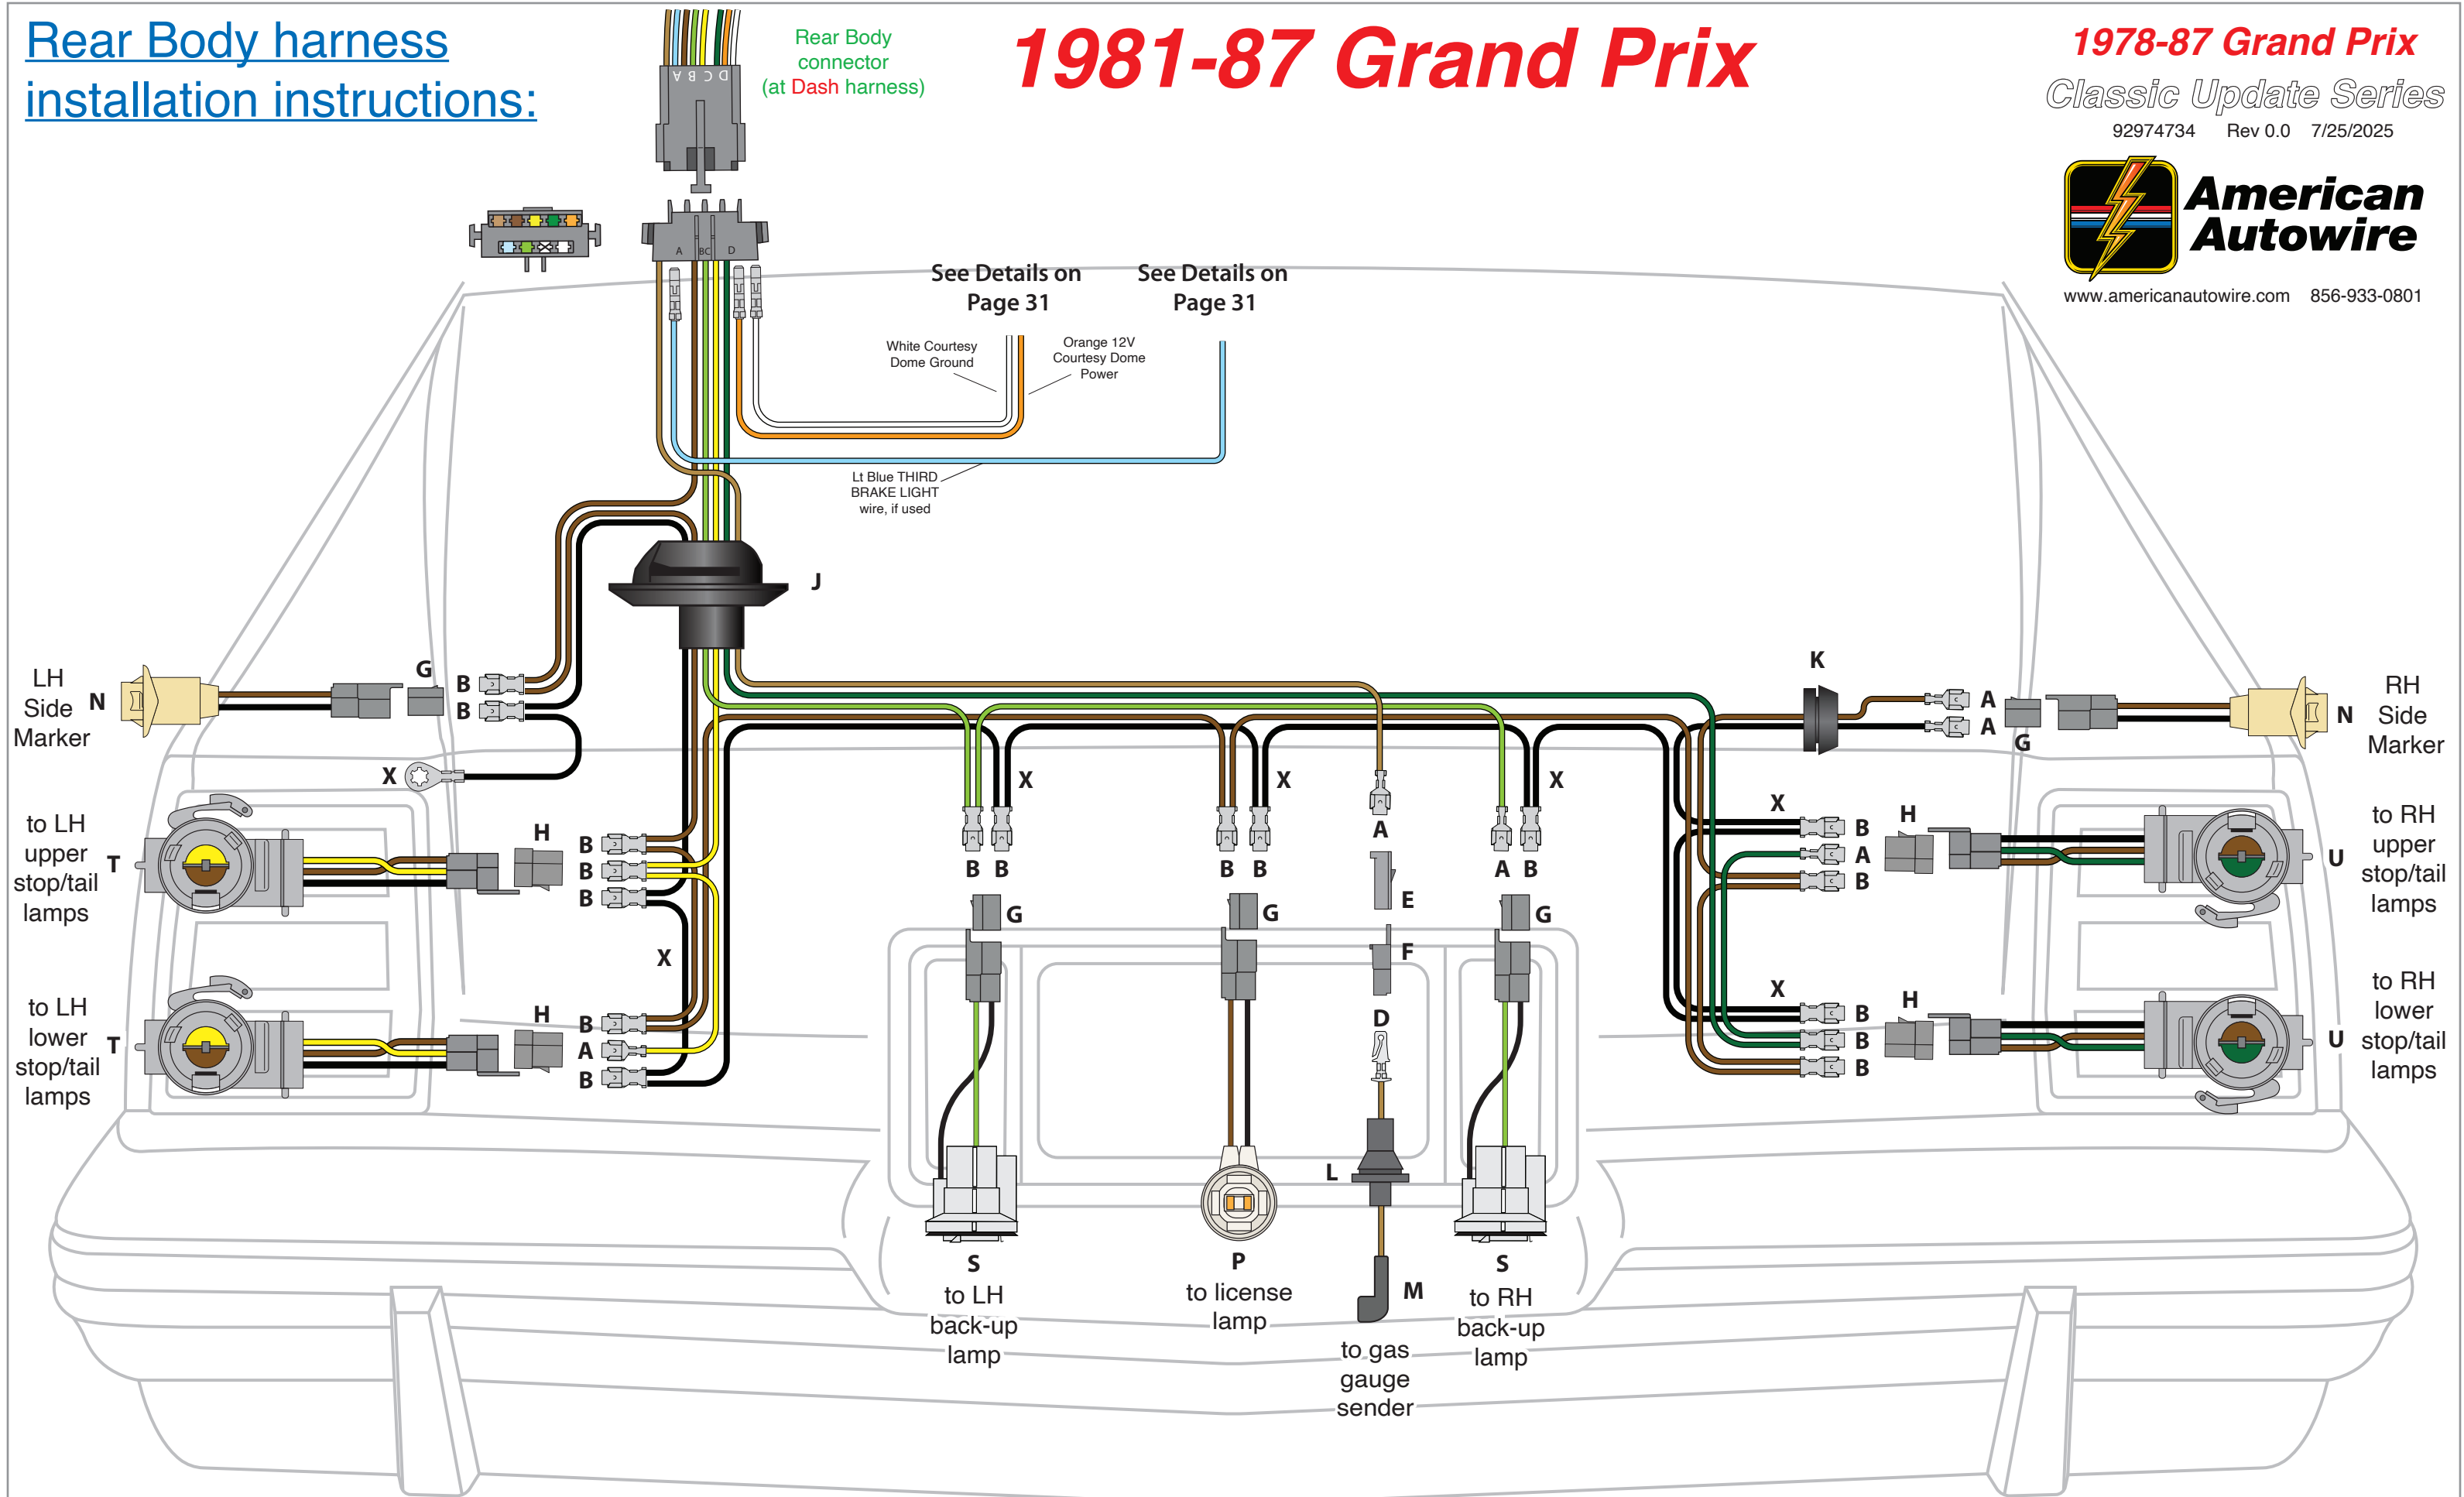 Rear Body harness
installation instructions:
Rear Body
connector
(at Dash harness)
1981-87 Grand Prix
1978-87 Grand Prix
Classic Update Series
92974734 Rev 0.0 7/25/2025
American
Autowire
www.americanautowire.com 856-933-0801
A B C D
A BC D
See Details on
Page 31
See Details on
Page 31
White Courtesy
Dome Ground
Orange 12V
Courtesy Dome
Power
Lt Blue THIRD
BRAKE LIGHT
wire, if used
J
LH
Side
Marker
N
G
B
B
X
K
A
A
G
N
RH
Side
Marker
to LH
upper
stop/tail
lamps
T
H
B
B
B
X
to LH
lower
stop/tail
lamps
T
H
B
A
B
X
B B
G
S
to LH
back-up
lamp
X
B B
G
P
to license
lamp
A
E
F
D
L
M
to gas
gauge
sender
X
A B
G
S
to RH
back-up
lamp
X
B
A
B
H
U
to RH
upper
stop/tail
lamps
X
B
B
B
H
U
to RH
lower
stop/tail
lamps